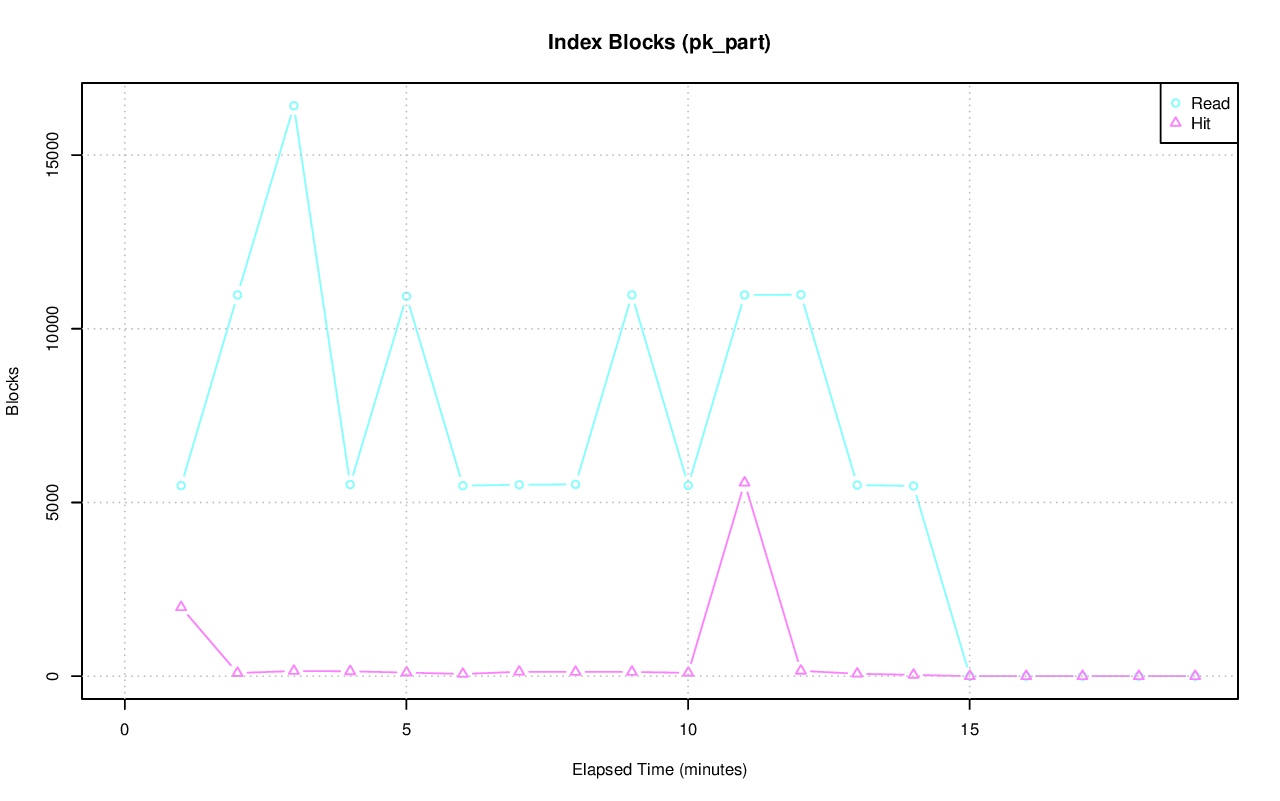 Index Blocks (pk_part)
Read
Hit
15000
10000
5000
0
Blocks
0 5 10 15
Elapsed Time (minutes)